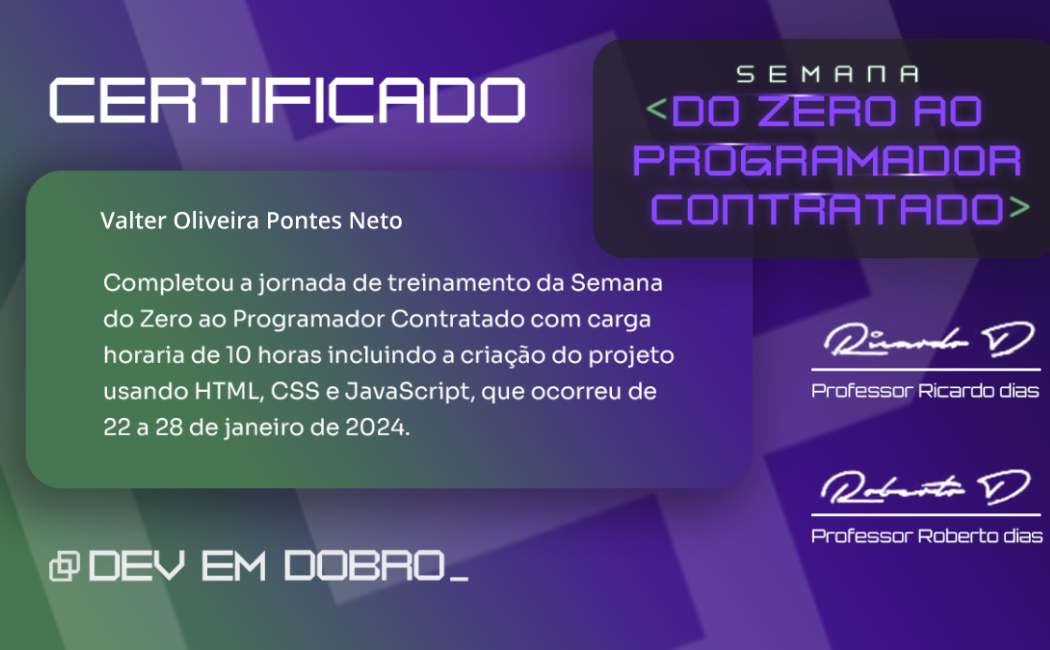 CERTIFICADO
SEMANA
<DO ZERO AO
PROGRAMADOR
CONTRATADO>
Valter Oliveira Pontes Neto
Completou a jornada de treinamento da Semana
do Zero ao Programador Contratado com carga
horaria de 10 horas incluindo a criação do projeto
usando HTML, CSS e JavaScript, que ocorreu de
22 a 28 de janeiro de 2024.
Ricardo D
Professor Ricardo dias
Roberto D
Professor Roberto dias
DEV EM DOBRO_